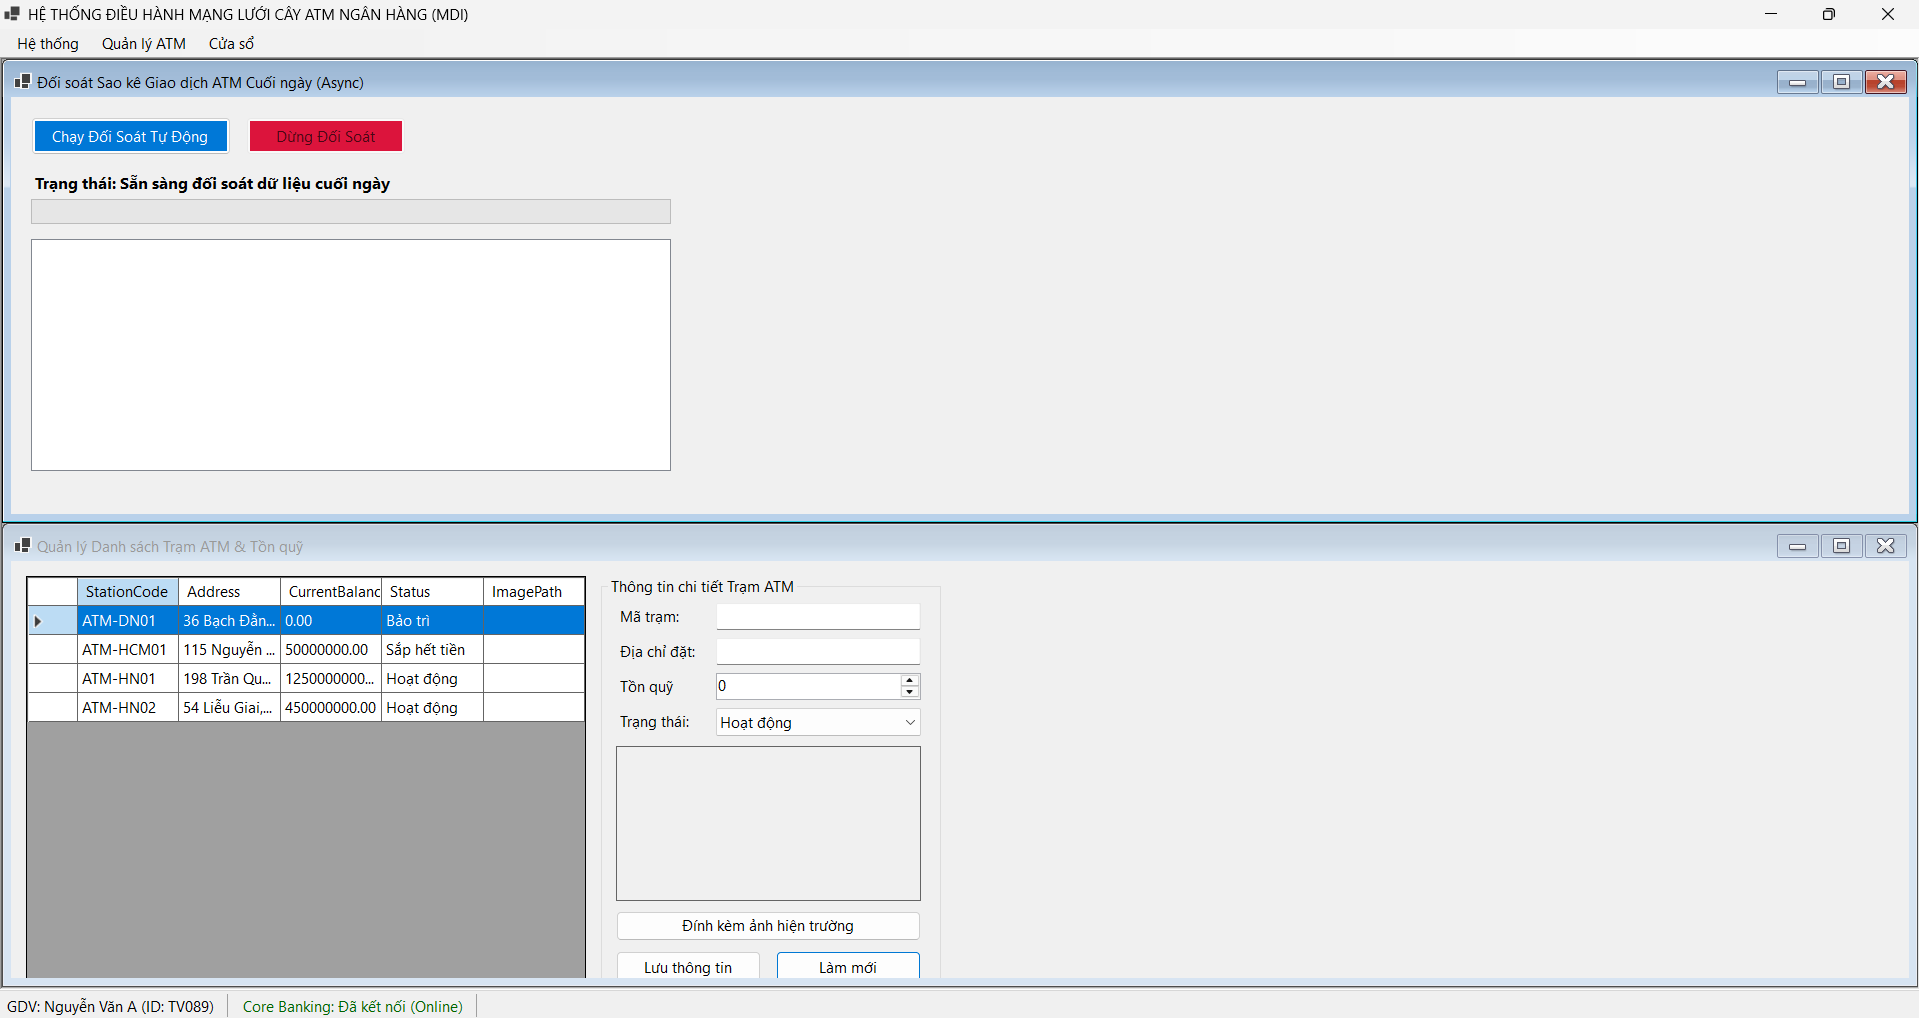 HỆ THỐNG ĐIỀU HÀNH MẠNG LƯỚI CÂY ATM NGÂN HÀNG (MDI)
Hệ thống Quản lý ATM Cửa sổ
Đối soát Sao kê Giao dịch ATM Cuối ngày (Async)
Chạy Đối Soát Tự Động Dừng Đối Soát
Trạng thái: Sẵn sàng đối soát dữ liệu cuối ngày
Quản lý Danh sách Trạm ATM & Tồn quỹ
StationCode Address CurrentBalanc Status ImagePath
ATM-DN01 36 Bạch Đằn... 0.00 Bảo trì
ATM-HCM01 115 Nguyễn ... 50000000.00 Sắp hết tiền
ATM-HN01 198 Trần Qu... 1250000000... Hoạt động
ATM-HN02 54 Liễu Giai,... 450000000.00 Hoạt động
Thông tin chi tiết Trạm ATM
Mã trạm:
Địa chỉ đặt:
Tồn quỹ 0
Trạng thái: Hoạt động
Đính kèm ảnh hiện trường
Lưu thông tin Làm mới
GDV: Nguyễn Văn A (ID: TV089) Core Banking: Đã kết nối (Online)